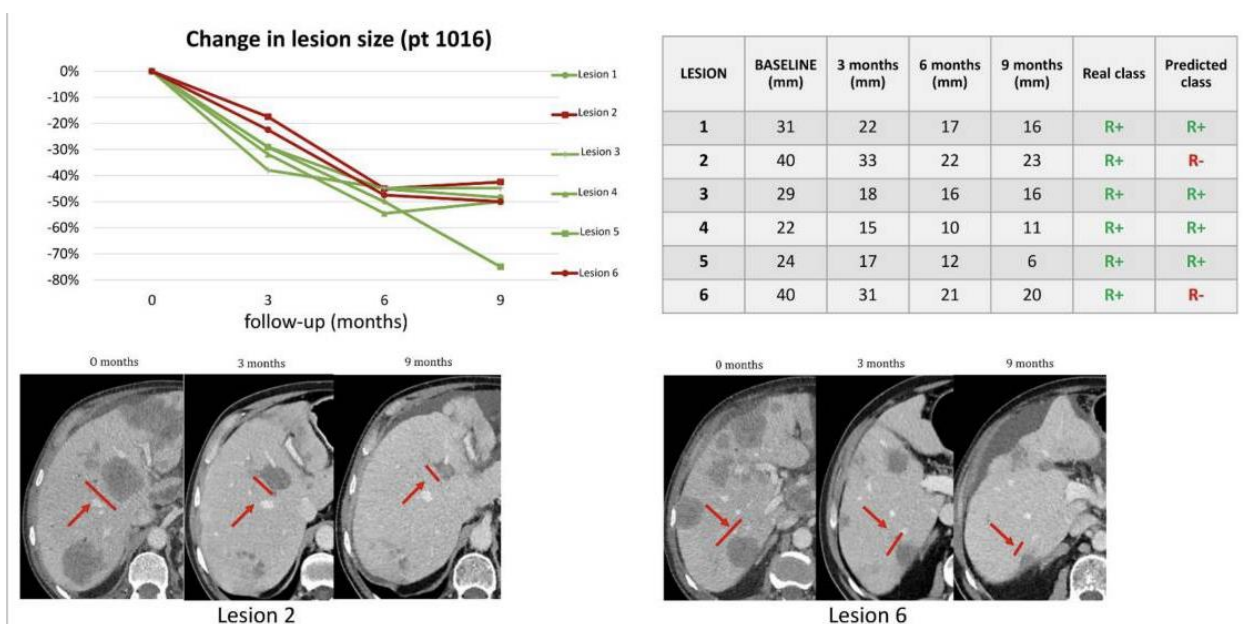 Change in lesion size (pt 1016)
0%
-10%
-20%
-30%
-40%
-50%
-60%
-70%
-80%
0 3 6 9
follow-up (months)
Lesion 1
Lesion 2
Lesion 3
Lesion 4
Lesion 5
Lesion 6
LESION BASELINE (mm) 3 months (mm) 6 months (mm) 9 months (mm) Real class Predicted class
1 31 22 17 16 R+ R+
2 40 33 22 23 R+ R-
3 29 18 16 16 R+ R+
4 22 15 10 11 R+ R+
5 24 17 12 6 R+ R+
6 40 31 21 20 R+ R-
0 months 3 months 9 months
Lesion 2
0 months 3 months 9 months
Lesion 6